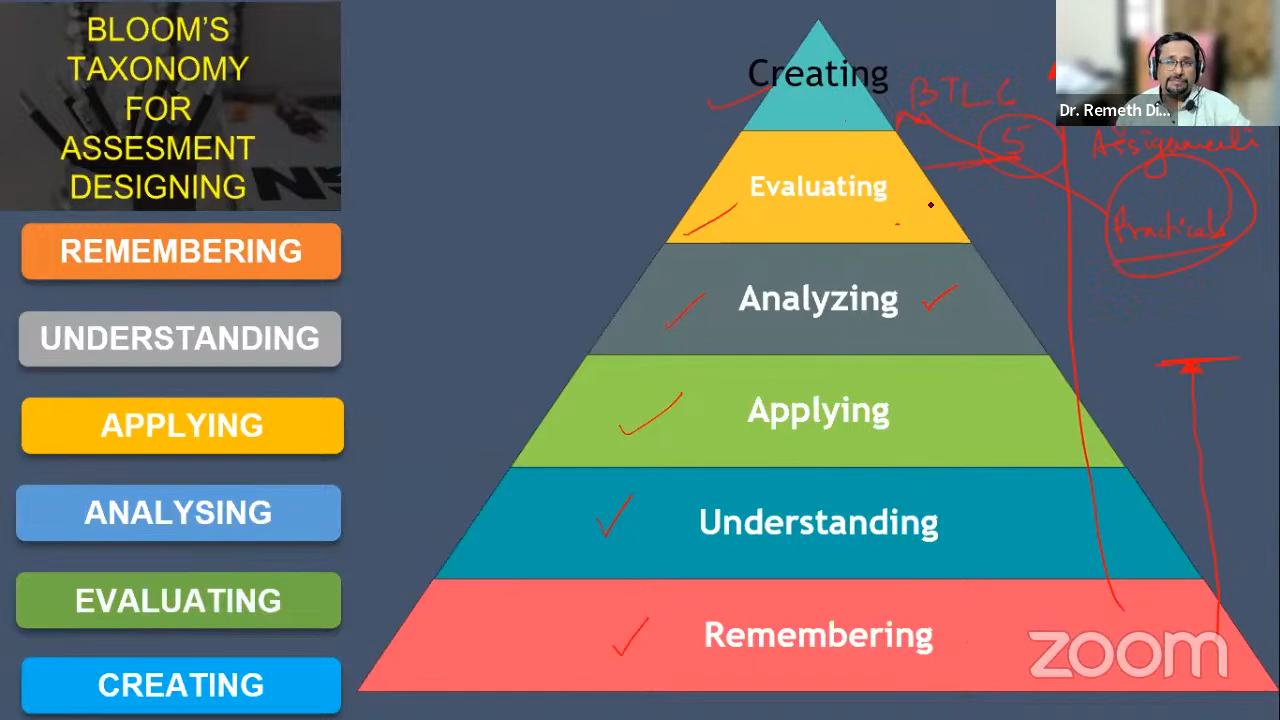 BLOOM'S
TAXONOMY
FOR
ASSESMENT
DESIGNING
REMEMBERING
UNDERSTANDING
APPLYING
ANALYSING
EVALUATING
CREATING
Creating
Evaluating
Analyzing
Applying
Understanding
Remembering
BTLC
5
Dr. Remeth Di...
Assignments
Practicals
zoom